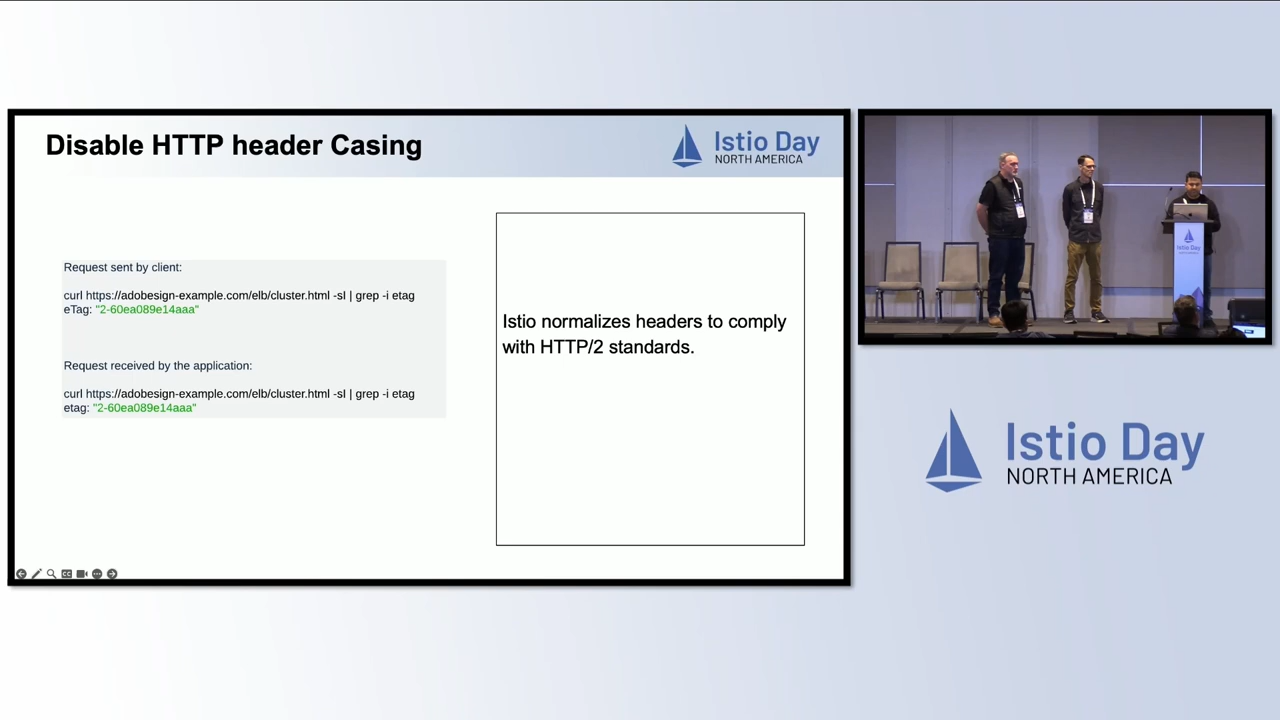 Disable HTTP header Casing
Istio Day
NORTH AMERICA
Request sent by client:
curl https://adobesign-example.com/elb/cluster.html -sI | grep -i etag
eTag: "2-60ea089e14aaa"
Request received by the application:
curl https://adobesign-example.com/elb/cluster.html -sI | grep -i etag
etag: "2-60ea089e14aaa"
Istio normalizes headers to comply
with HTTP/2 standards.
Istio Day
Istio Day
NORTH AMERICA